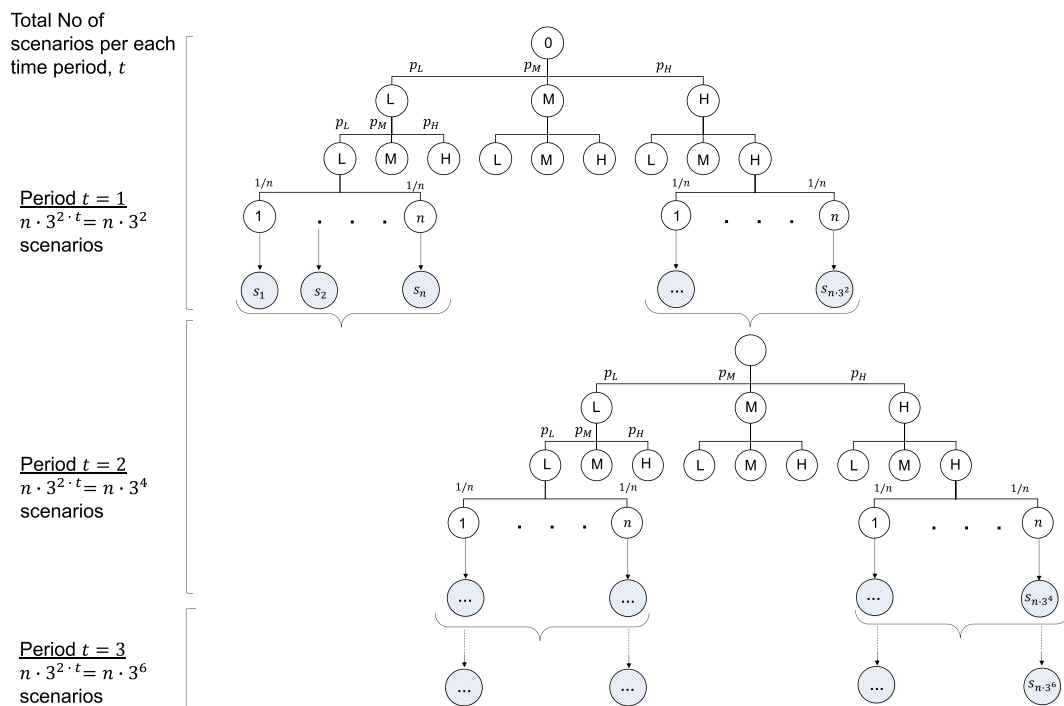 Total No of
scenarios per each
time period, t
0
p_L p_M p_H
L M H
p_L p_M p_H
L M H L M H L M H
1/n 1/n 1/n 1/n
Period t = 1
n · 3^{2·t} = n · 3^2
scenarios
1 . . . n 1 . . . n
s_1 s_2 s_n ... s_{n·3^2}
p_L p_M p_H
L M H
p_L p_M p_H
L M H L M H L M H
Period t = 2
n · 3^{2·t} = n · 3^4
scenarios
1/n 1/n 1/n 1/n
1 . . . n 1 . . . n
... ... ... s_{n·3^4}
Period t = 3
n · 3^{2·t} = n · 3^6
scenarios
... ... ... s_{n·3^6}